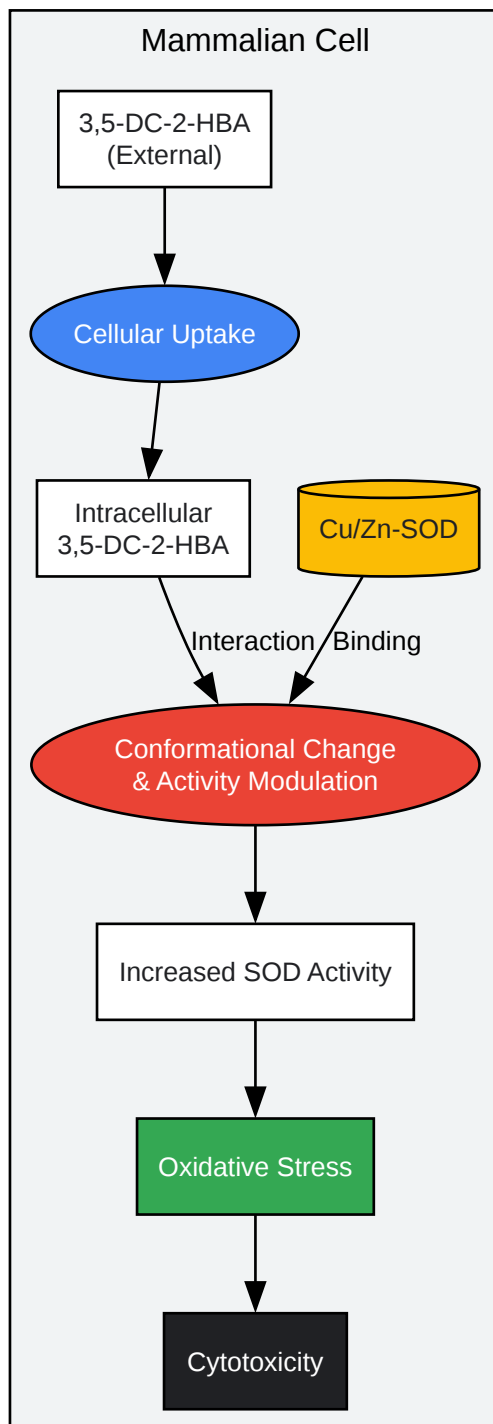 Mammalian Cell
3,5-DC-2-HBA
(External)
Cellular Uptake
Intracellular
3,5-DC-2-HBA
Cu/Zn-SOD
Interaction
Binding
Conformational Change
& Activity Modulation
Increased SOD Activity
Oxidative Stress
Cytotoxicity